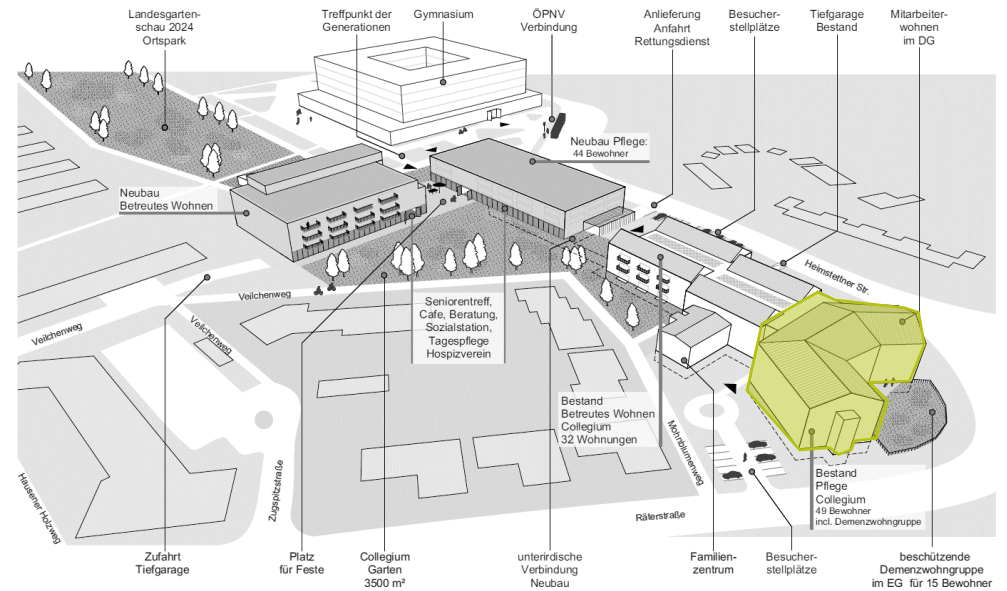 Landesgarten-
schau 2024
Ortspark
Treffpunkt der
Generationen
Gymnasium
ÖPNV
Verbindung
Anlieferung
Anfahrt
Rettungsdienst
Besucher-
stellplätze
Tiefgarage
Bestand
Mitarbeiter-
wohnen
im DG
Neubau Pflege:
44 Bewohner
Neubau
Betreutes Wohnen
Heimstettner Str.
Veilchenweg
Veilchenweg
Veilchenweg
Seniorentreff,
Cafe, Beratung,
Sozialstation,
Tagespflege
Hospizverein
Bestand
Betreutes Wohnen
Collegium
32 Wohnungen
Mohnblumenweg
Bestand
Pflege
Collegium
49 Bewohner
incl. Demenzwohngruppe
Hausener Holzweg
Zugspitzstraße
Räterstraße
Zufahrt
Tiefgarage
Platz
für Feste
Collegium
Garten
3500 m²
unterirdische
Verbindung
Neubau
Familien-
zentrum
Besucher-
stellplätze
beschützende
Demenzwohngruppe
im EG für 15 Bewohner